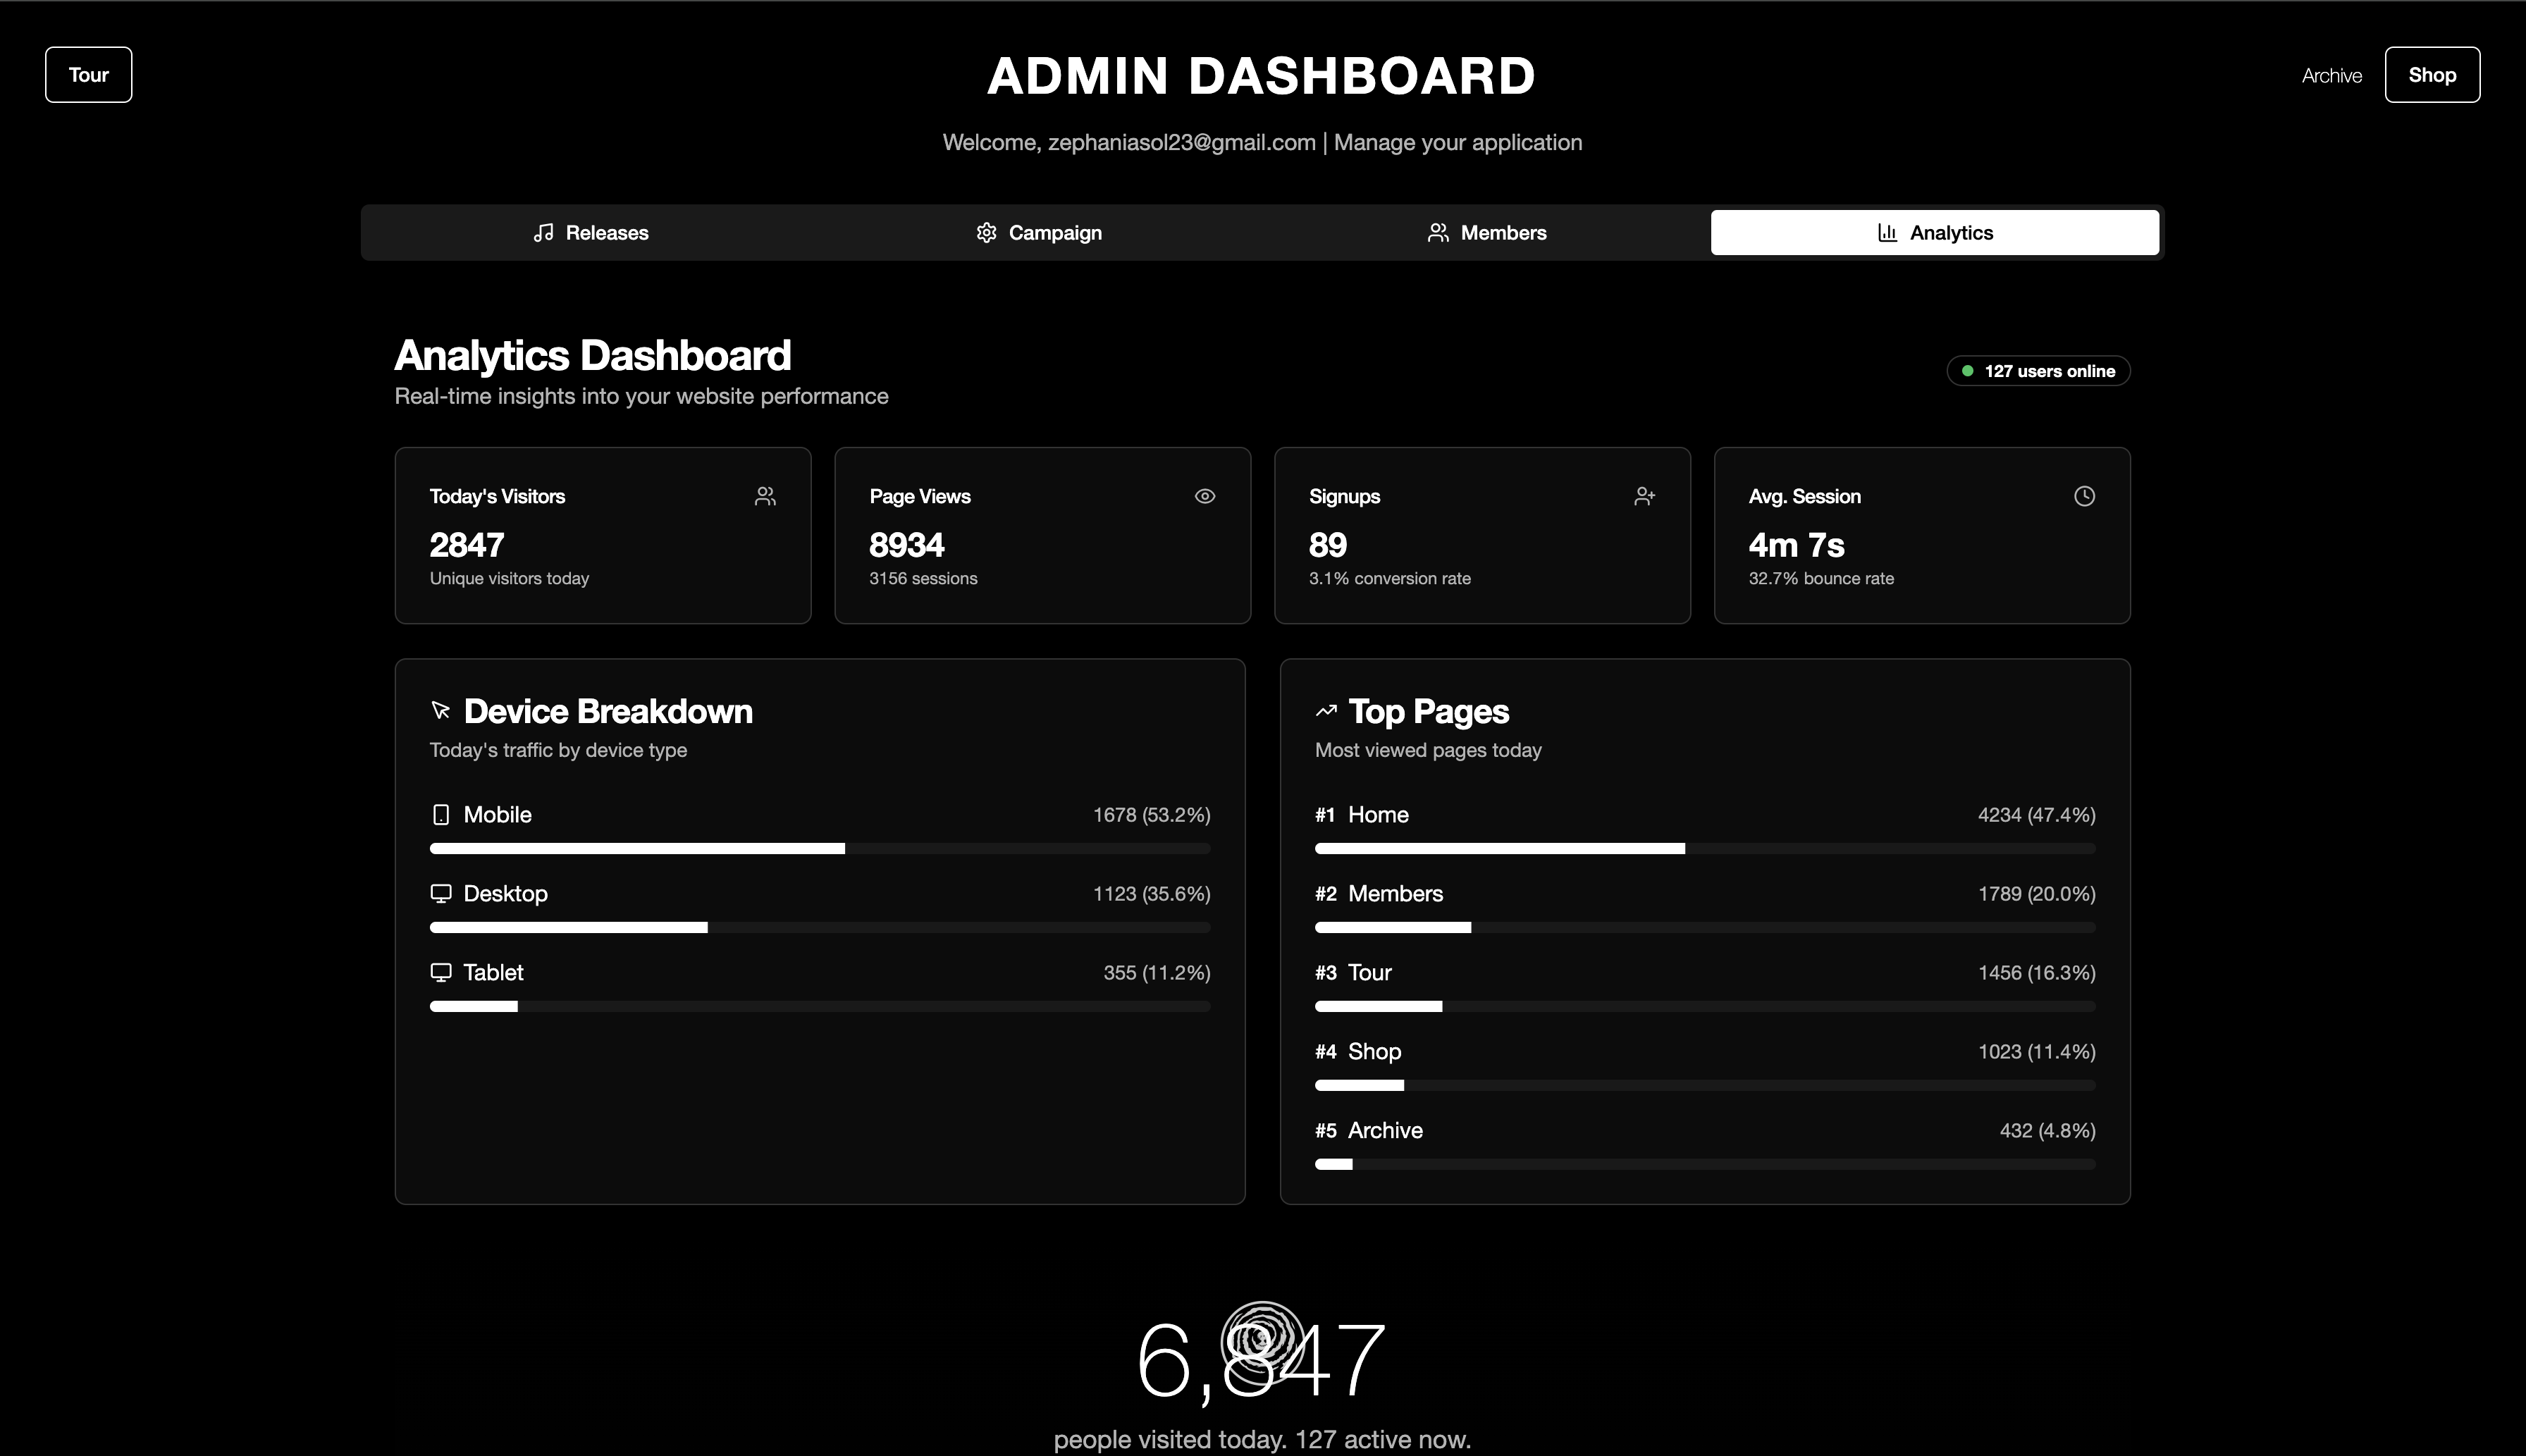 Tour
ADMIN DASHBOARD
Archive
Shop
Welcome, zephaniasol23@gmail.com | Manage your application
Releases
Campaign
Members
Analytics
Analytics Dashboard
Real-time insights into your website performance
127 users online
Today's Visitors
2847
Unique visitors today
Page Views
8934
3156 sessions
Signups
89
3.1% conversion rate
Avg. Session
4m 7s
32.7% bounce rate
Device Breakdown
Today's traffic by device type
Mobile 1678 (53.2%)
Desktop 1123 (35.6%)
Tablet 355 (11.2%)
Top Pages
Most viewed pages today
#1 Home 4234 (47.4%)
#2 Members 1789 (20.0%)
#3 Tour 1456 (16.3%)
#4 Shop 1023 (11.4%)
#5 Archive 432 (4.8%)
6,847
people visited today. 127 active now.